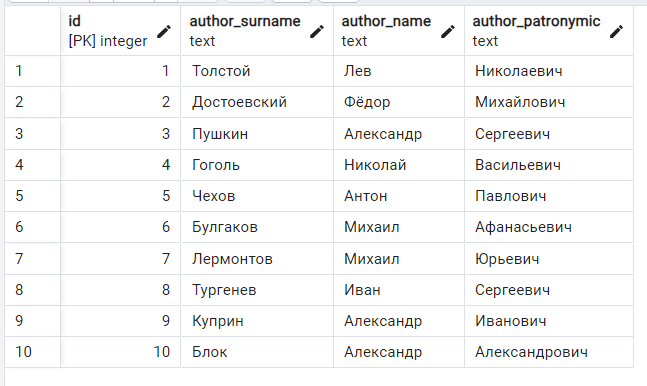 id author_surname author_name author_patronymic
[PK] integer text text text
1 1 Толстой Лев Николаевич
2 2 Достоевский Фёдор Михайлович
3 3 Пушкин Александр Сергеевич
4 4 Гоголь Николай Васильевич
5 5 Чехов Антон Павлович
6 6 Булгаков Михаил Афанасьевич
7 7 Лермонтов Михаил Юрьевич
8 8 Тургенев Иван Сергеевич
9 9 Куприн Александр Иванович
10 10 Блок Александр Александрович